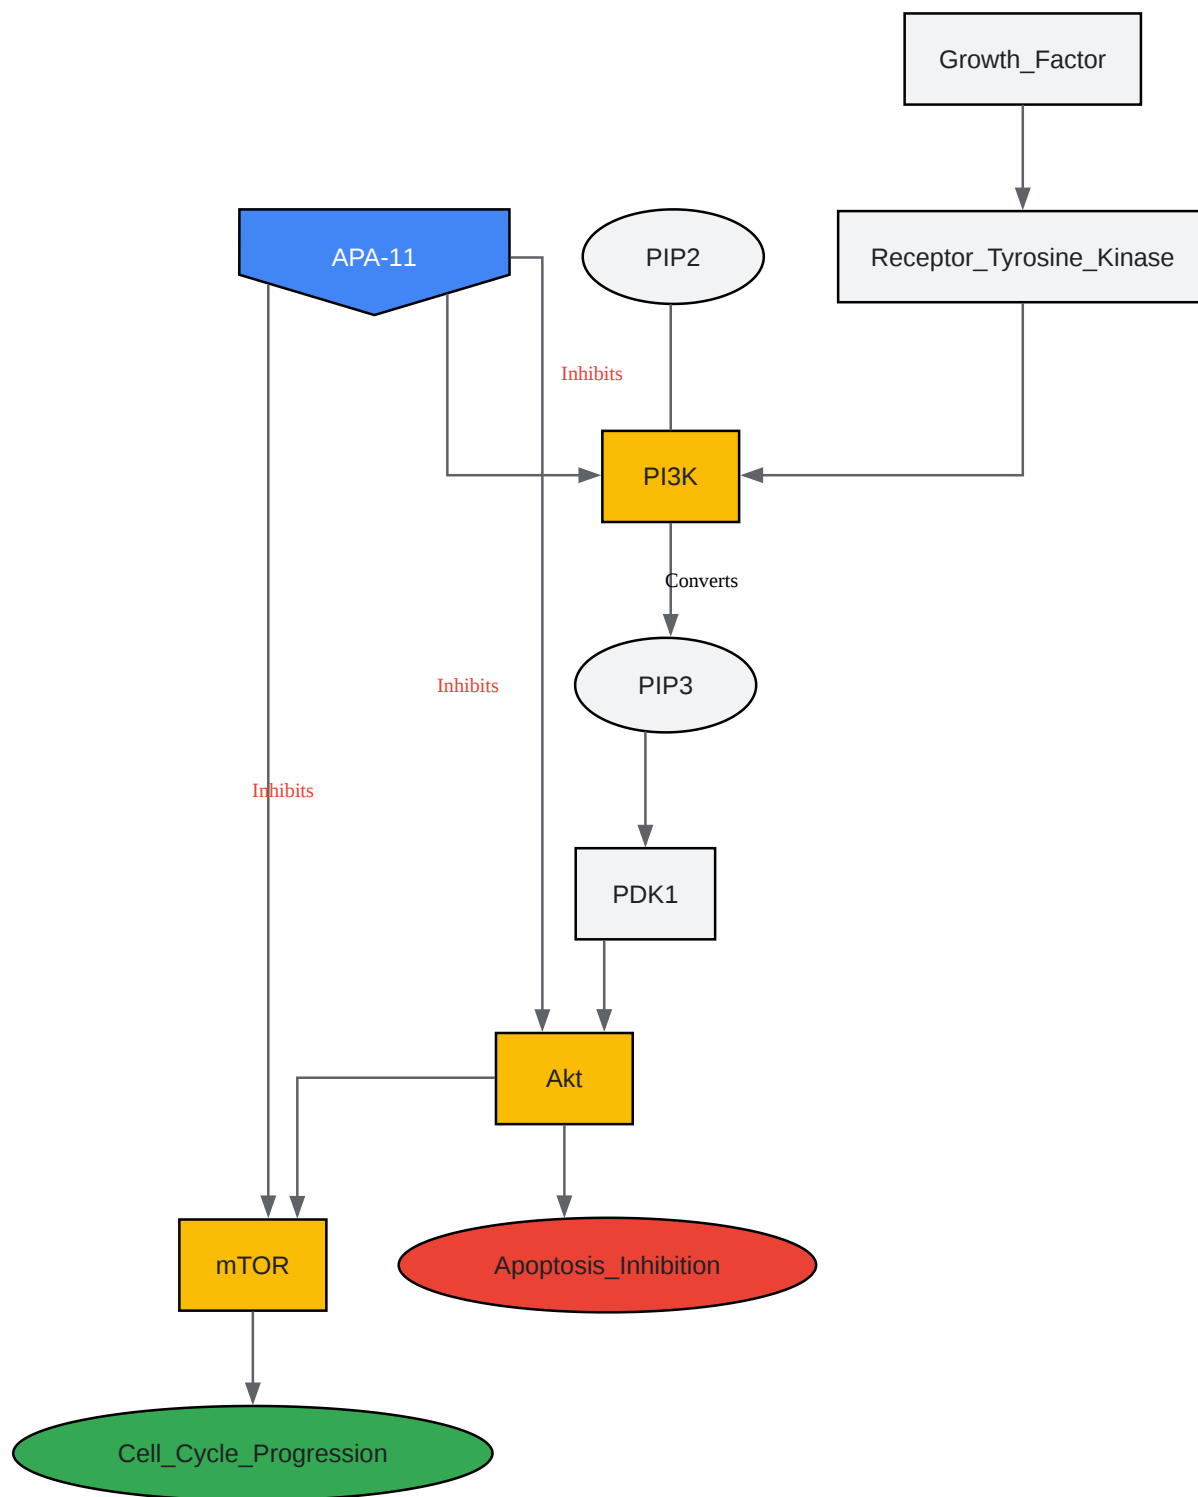 Growth_Factor
APA-11
PIP2
Receptor_Tyrosine_Kinase
Inhibits
PI3K
Converts
PIP3
Inhibits
Inhibits
PDK1
Akt
mTOR
Apoptosis_Inhibition
Cell_Cycle_Progression